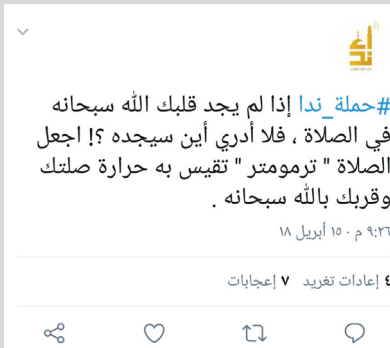 نداء
#حملة_ندا إذا لم يجد قلبك الله سبحانه
في الصلاة ، فلا أدري أين سيجده ؟! اجعل
الصلاة " ترمومتر " تقيس به حرارة صلتك
وقربك بالله سبحانه .
٩:٢٦ م · ١٥ أبريل ١٨
٤ إعادات تغريد ٧ إعجابات